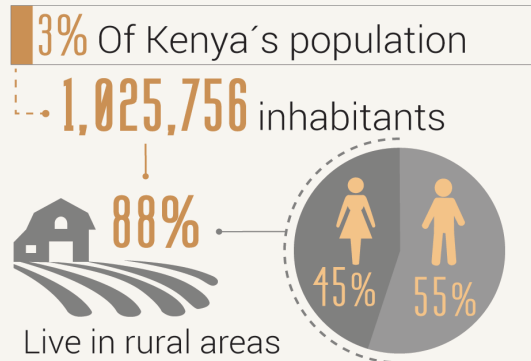 3% Of Kenya´s population
1,025,756 inhabitants
88%
45%
55%
Live in rural areas